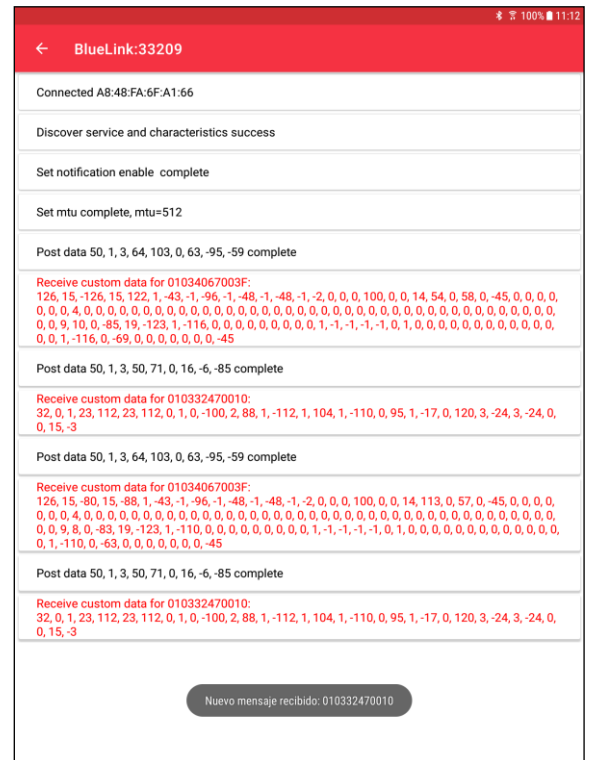 100% 11:12
BlueLink:33209
Connected A8:48:FA:6F:A1:66
Discover service and characteristics success
Set notification enable  complete
Set mtu complete, mtu=512
Post data 50, 1, 3, 64, 103, 0, 63, -95, -59 complete
Receive custom data for 01034067003F:
126, 15, -126, 15, 122, 1, -43, -1, -96, -1, -48, -1, -48, -1, -2, 0, 0, 0, 100, 0, 0, 14, 54, 0, 58, 0, -45, 0, 0, 0, 0,
0, 0, 0, 4, 0, 0, 0, 0, 0, 0, 0, 0, 0, 0, 0, 0, 0, 0, 0, 0, 0, 0, 0, 0, 0, 0, 0, 0, 0, 0, 0, 0, 0, 0, 0, 0, 0,
0, 0, 9, 10, 0, -85, 19, -123, 1, -116, 0, 0, 0, 0, 0, 0, 0, 0, 0, 1, -1, -1, -1, -1, 0, 1, 0, 0, 0, 0, 0, 0, 0, 0, 0, 0, 0, 0,
0, 0, 1, -116, 0, -69, 0, 0, 0, 0, 0, 0, 0, -45
Post data 50, 1, 3, 50, 71, 0, 16, -6, -85 complete
Receive custom data for 010332470010:
32, 0, 1, 23, 112, 23, 112, 0, 1, 0, -100, 2, 88, 1, -112, 1, 104, 1, -110, 0, 95, 1, -17, 0, 120, 3, -24, 3, -24, 0,
0, 15, -3
Post data 50, 1, 3, 64, 103, 0, 63, -95, -59 complete
Receive custom data for 01034067003F:
126, 15, -80, 15, -88, 1, -43, -1, -96, -1, -48, -1, -48, -1, -2, 0, 0, 0, 100, 0, 0, 14, 113, 0, 57, 0, -45, 0, 0, 0, 0,
0, 0, 0, 4, 0, 0, 0, 0, 0, 0, 0, 0, 0, 0, 0, 0, 0, 0, 0, 0, 0, 0, 0, 0, 0, 0, 0, 0, 0, 0, 0, 0, 0, 0, 0, 0, 0,
0, 0, 9, 8, 0, -83, 19, -123, 1, -110, 0, 0, 0, 0, 0, 0, 0, 0, 0, 1, -1, -1, -1, -1, 0, 1, 0, 0, 0, 0, 0, 0, 0, 0, 0, 0, 0, 0, 0,
0, 1, -110, 0, -63, 0, 0, 0, 0, 0, 0, 0, -45
Post data 50, 1, 3, 50, 71, 0, 16, -6, -85 complete
Receive custom data for 010332470010:
32, 0, 1, 23, 112, 23, 112, 0, 1, 0, -100, 2, 88, 1, -112, 1, 104, 1, -110, 0, 95, 1, -17, 0, 120, 3, -24, 3, -24, 0,
0, 15, -3
Nuevo mensaje recibido: 010332470010